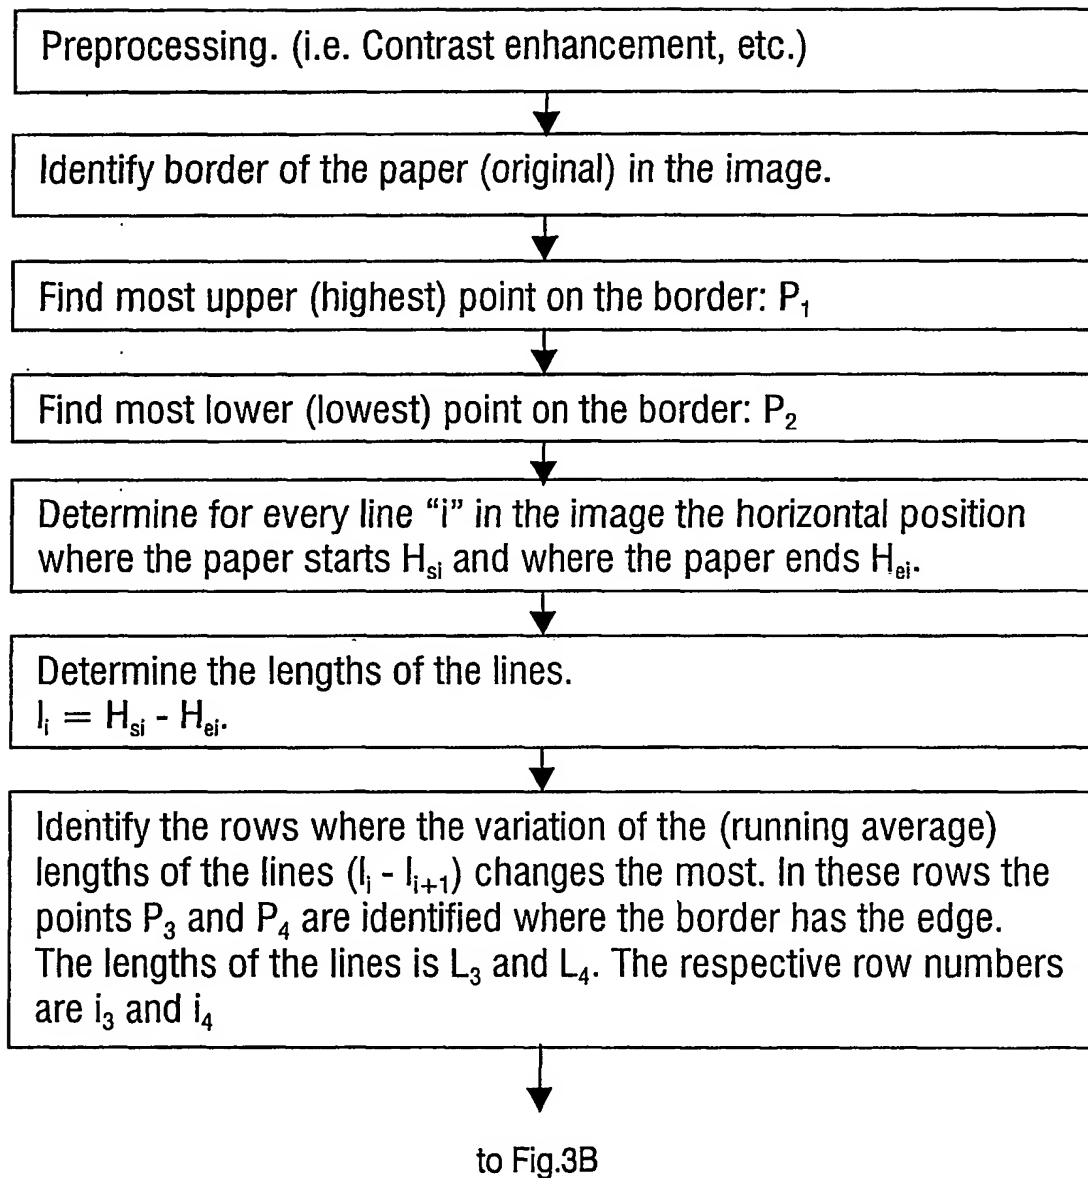 Preprocessing. (i.e. Contrast enhancement, etc.)
Identify border of the paper (original) in the image.
Find most upper (highest) point on the border: P₁
Find most lower (lowest) point on the border: P₂
Determine for every line “i” in the image the horizontal position
where the paper starts Hₛᵢ and where the paper ends Hₑᵢ.
Determine the lengths of the lines.
lᵢ = Hₛᵢ - Hₑᵢ.
Identify the rows where the variation of the (running average)
lengths of the lines (lᵢ - lᵢ₊₁) changes the most. In these rows the
points P₃ and P₄ are identified where the border has the edge.
The lengths of the lines is L₃ and L₄. The respective row numbers
are i₃ and i₄
to Fig.3B